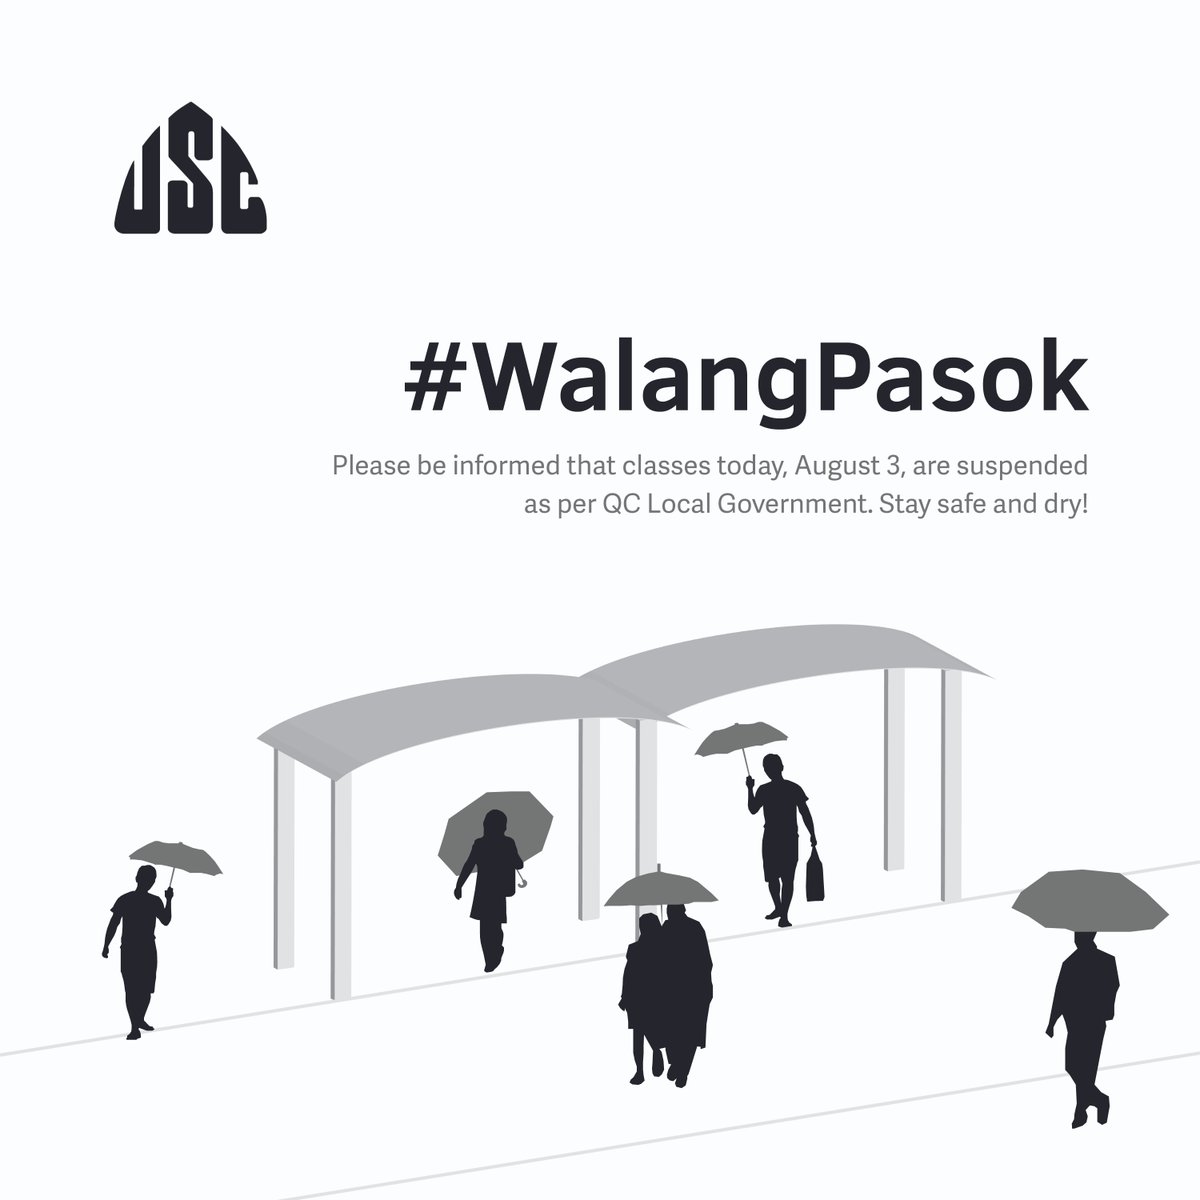 USC
#WalangPasok
Please be informed that classes today, August 3, are suspended
as per QC Local Government. Stay safe and dry!